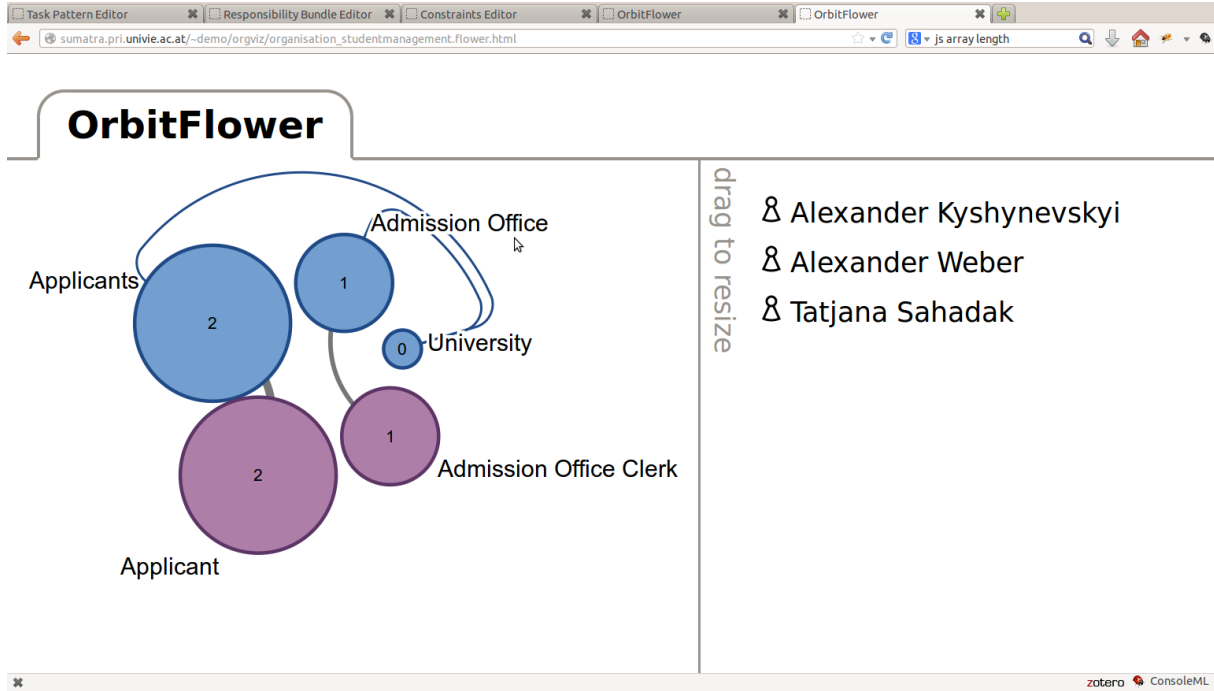 Task Pattern Editor
Responsibility Bundle Editor
Constraints Editor
OrbitFlower
OrbitFlower
sumatra.pri.univie.ac.at/~demo/orgviz/organisation_studentmanagement.flower.html
js array length
OrbitFlower
Admission Office
Applicants
1
2
0
University
1
Admission Office Clerk
2
Applicant
drag to resize
Alexander Kyshynevskyi
Alexander Weber
Tatjana Sahadak
zotero
ConsoleML